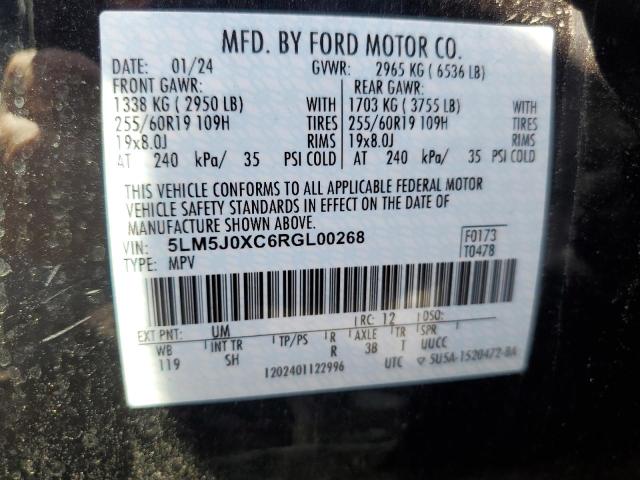 MFD. BY FORD MOTOR CO.
DATE: 01/24 GVWR: 2965 KG ( 6536 LB)
FRONT GAWR: REAR GAWR:
1338 KG ( 2950 LB) WITH 1703 KG ( 3755 LB) WITH
255/60R19 109H TIRES 255/60R19 109H TIRES
19x8.0J RIMS 19x8.0J RIMS
AT 240 kPa/ 35 PSI COLD AT 240 kPa/ 35 PSI COLD
THIS VEHICLE CONFORMS TO ALL APPLICABLE FEDERAL MOTOR
VEHICLE SAFETY STANDARDS IN EFFECT ON THE DATE OF
MANUFACTURE SHOWN ABOVE.
VIN: 5LM5J0XC6RGL00268 F0173
TYPE: MPV T0478
EXT PNT: UM RC: 12 DSO:
WB INT TR TP/PS R AXLE TR SPR
119 SH R 3B T UUCC
1202401122996 UTC 5U5A-1520472-BA